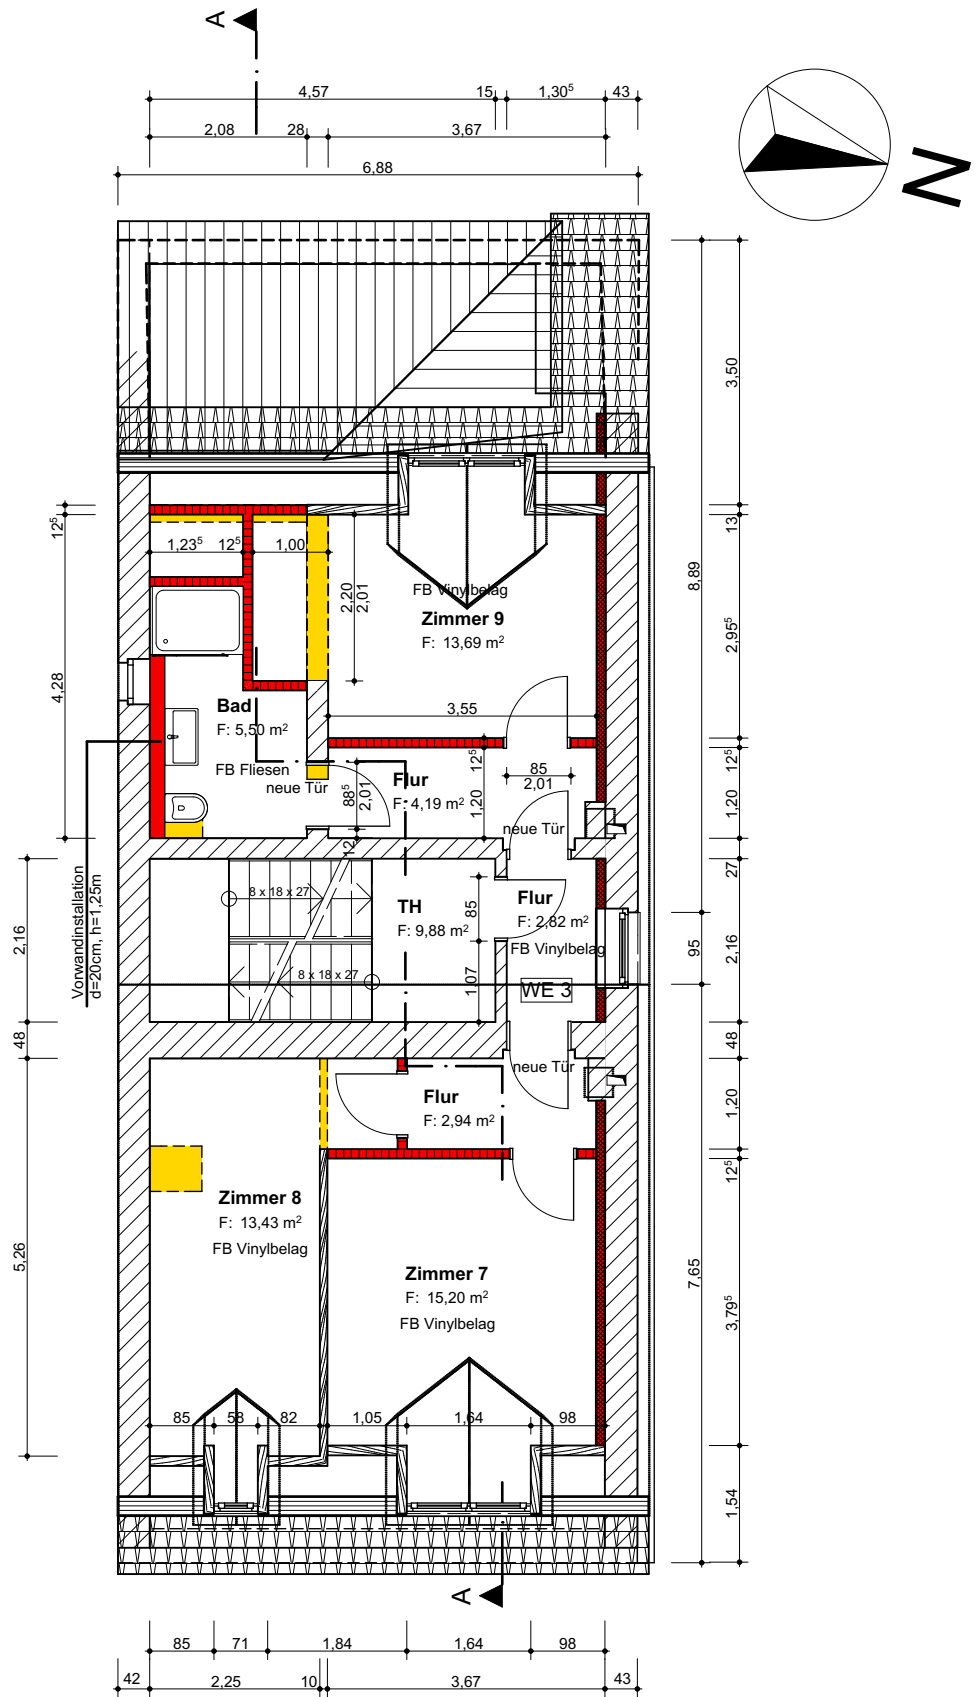 A
4,57
15
1,30⁵
43
2,08
28
3,67
6,88
N
3,50
12⁵
1,23⁵
12⁵
1,00
13
8,89
FB Vinylbelag
Zimmer 9
F: 13,69 m²
2,20
2,01
2,95⁵
4,28
Bad
F: 5,50 m²
3,55
FB Fliesen
neue Tür
88⁵
2,01
Flur
F: 4,19 m²
12⁵
1,20
85
2,01
12⁵
1,20
neue Tür
12
27
8 x 18 x 27
TH
F: 9,88 m²
85
Flur
F: 2,82 m²
FB Vinylbelag
Vorwandinstallation
d=20cm, h=1,25m
2,16
95
2,16
8 x 18 x 27
1,07
WE 3
48
48
neue Tür
Flur
F: 2,94 m²
1,20
12⁵
Zimmer 8
F: 13,43 m²
FB Vinylbelag
5,26
Zimmer 7
F: 15,20 m²
FB Vinylbelag
7,65
3,79⁵
85
58
82
1,05
1,64
98
1,54
A
85
71
1,84
1,64
98
42
2,25
10
3,67
43